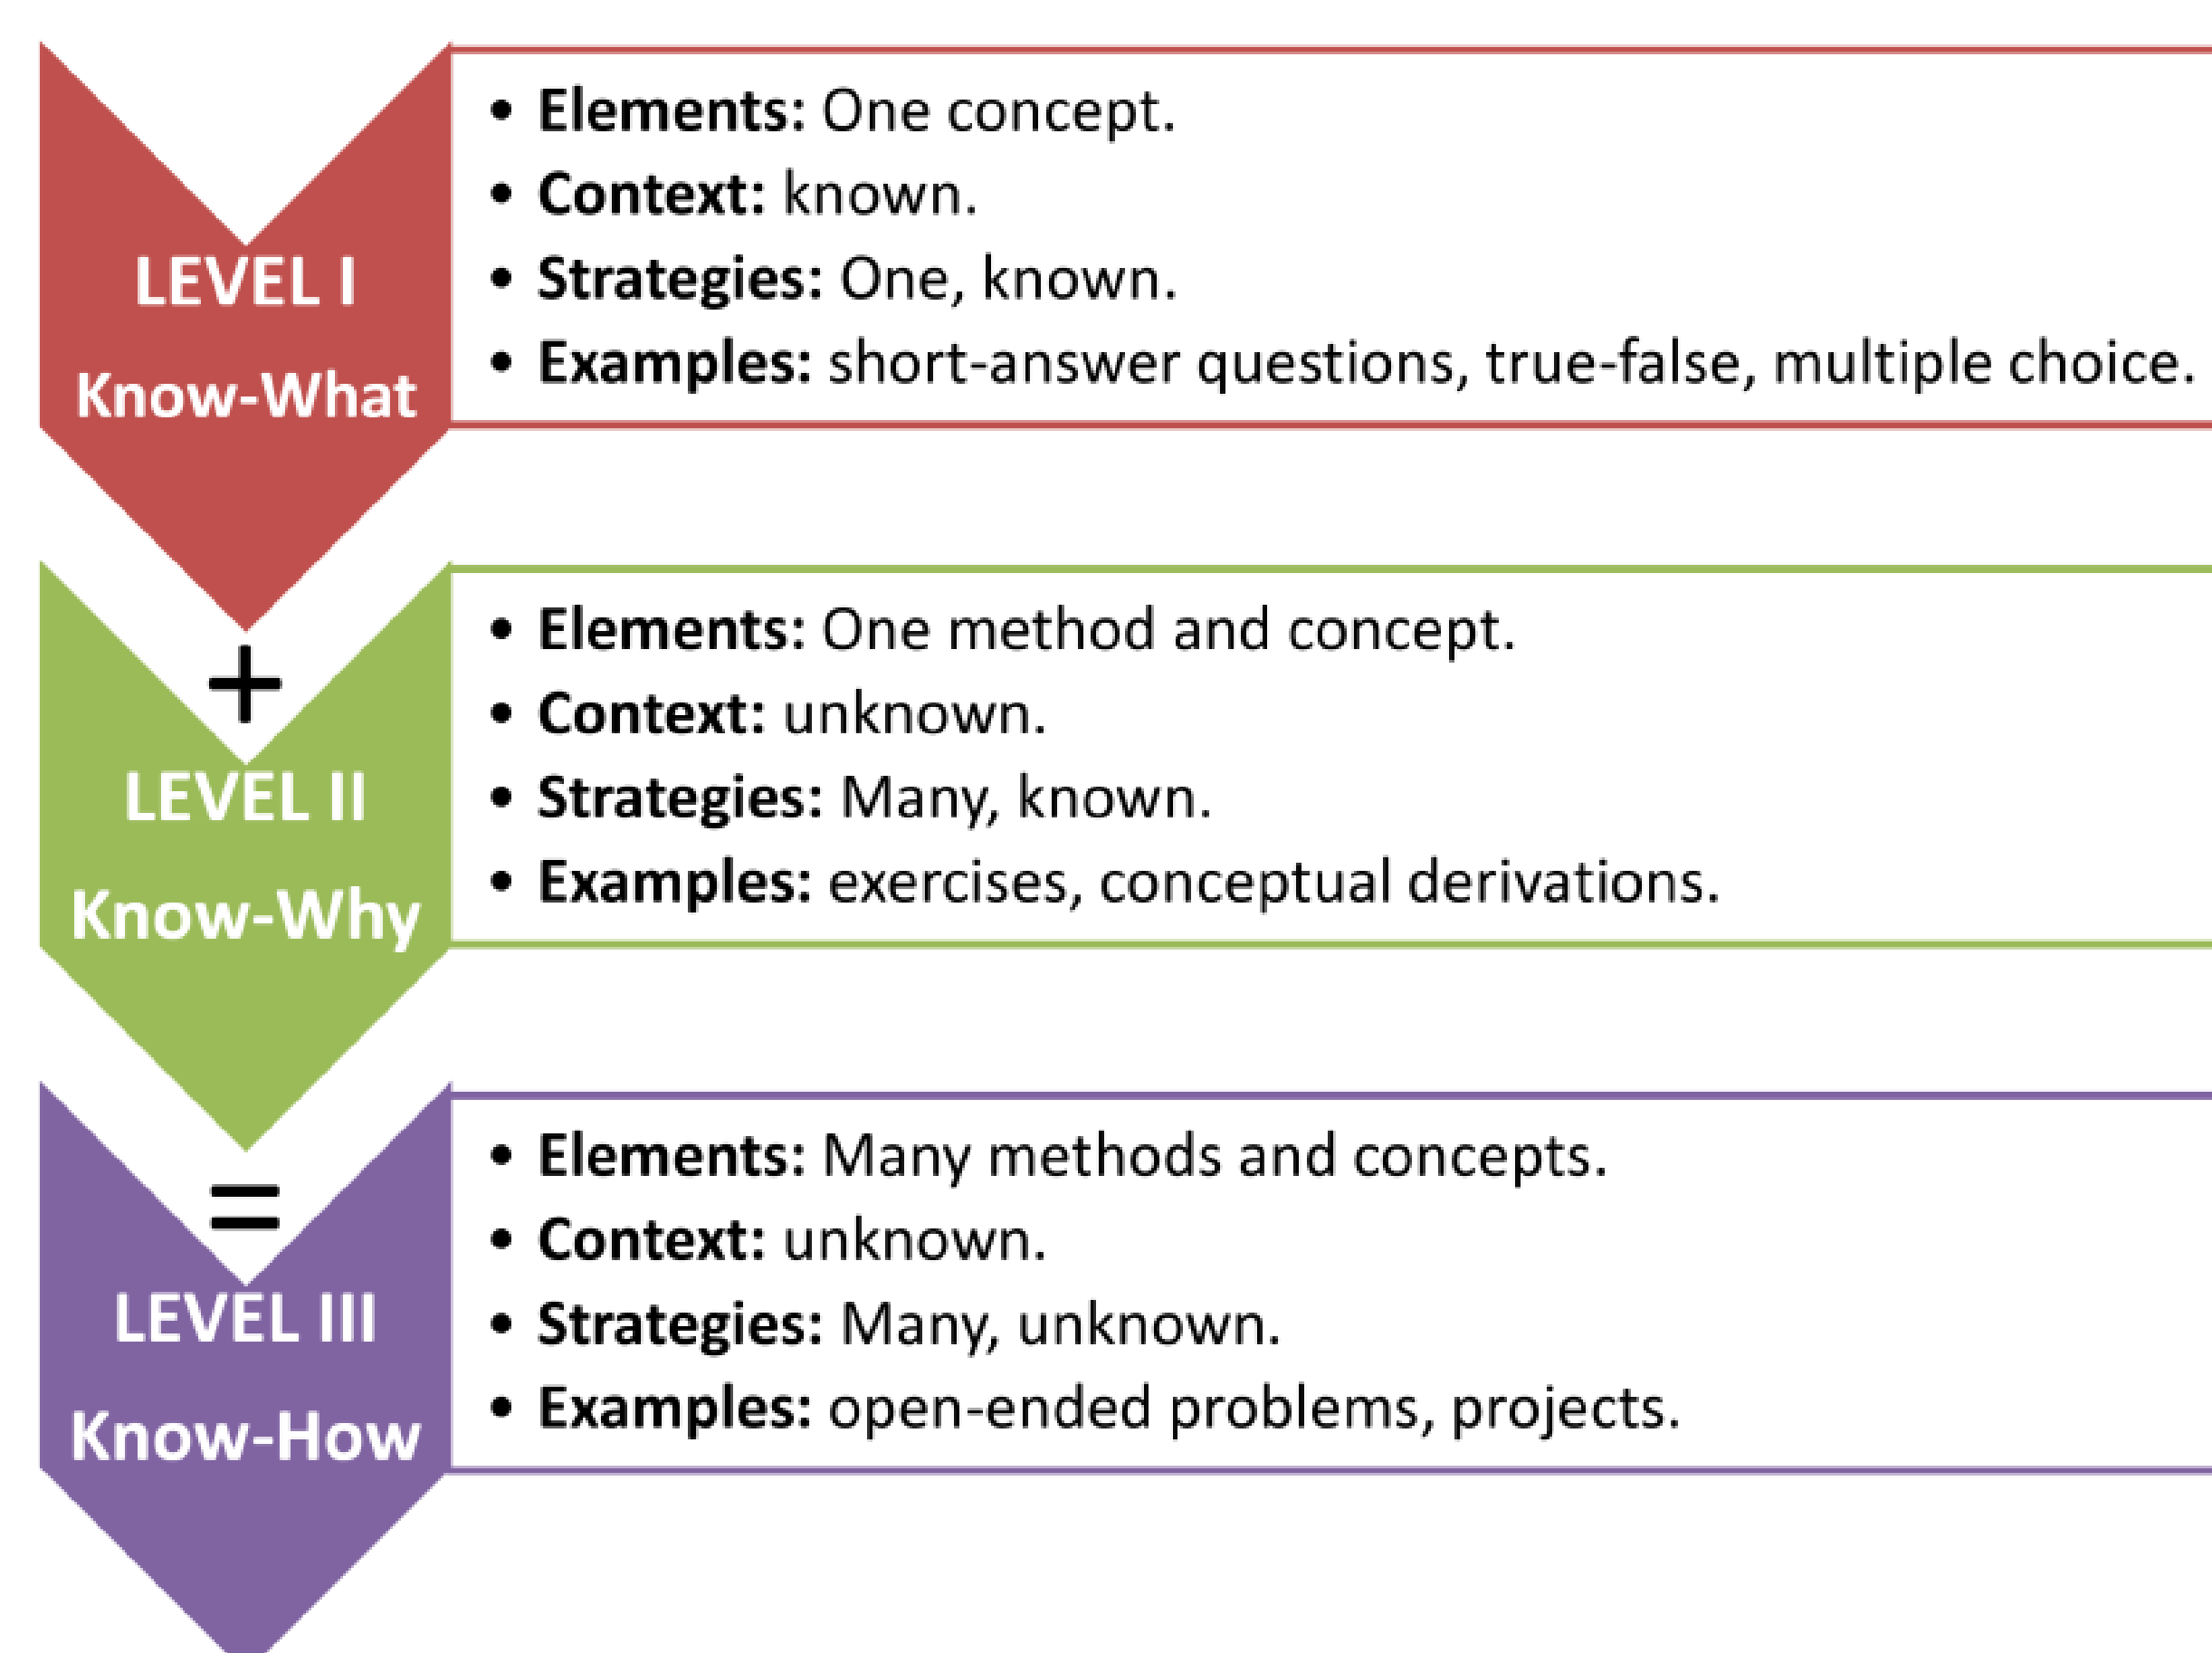 LEVEL I
Know-What
• Elements: One concept.
• Context: known.
• Strategies: One, known.
• Examples: short-answer questions, true-false, multiple choice.
+
LEVEL II
Know-Why
• Elements: One method and concept.
• Context: unknown.
• Strategies: Many, known.
• Examples: exercises, conceptual derivations.
=
LEVEL III
Know-How
• Elements: Many methods and concepts.
• Context: unknown.
• Strategies: Many, unknown.
• Examples: open-ended problems, projects.